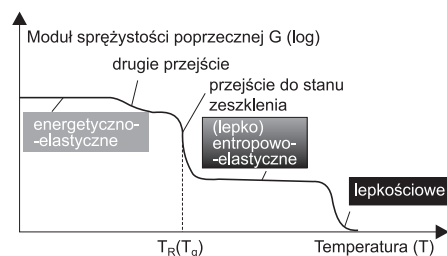 Moduł sprężystości poprzecznej G (log)
drugie przejście
przejście do stanu
zeszklenia
energetyczno-
-elastyczne
(lepko)
entropowo-
-elastyczne
lepkościowe
T_R(T_g)
Temperatura (T)